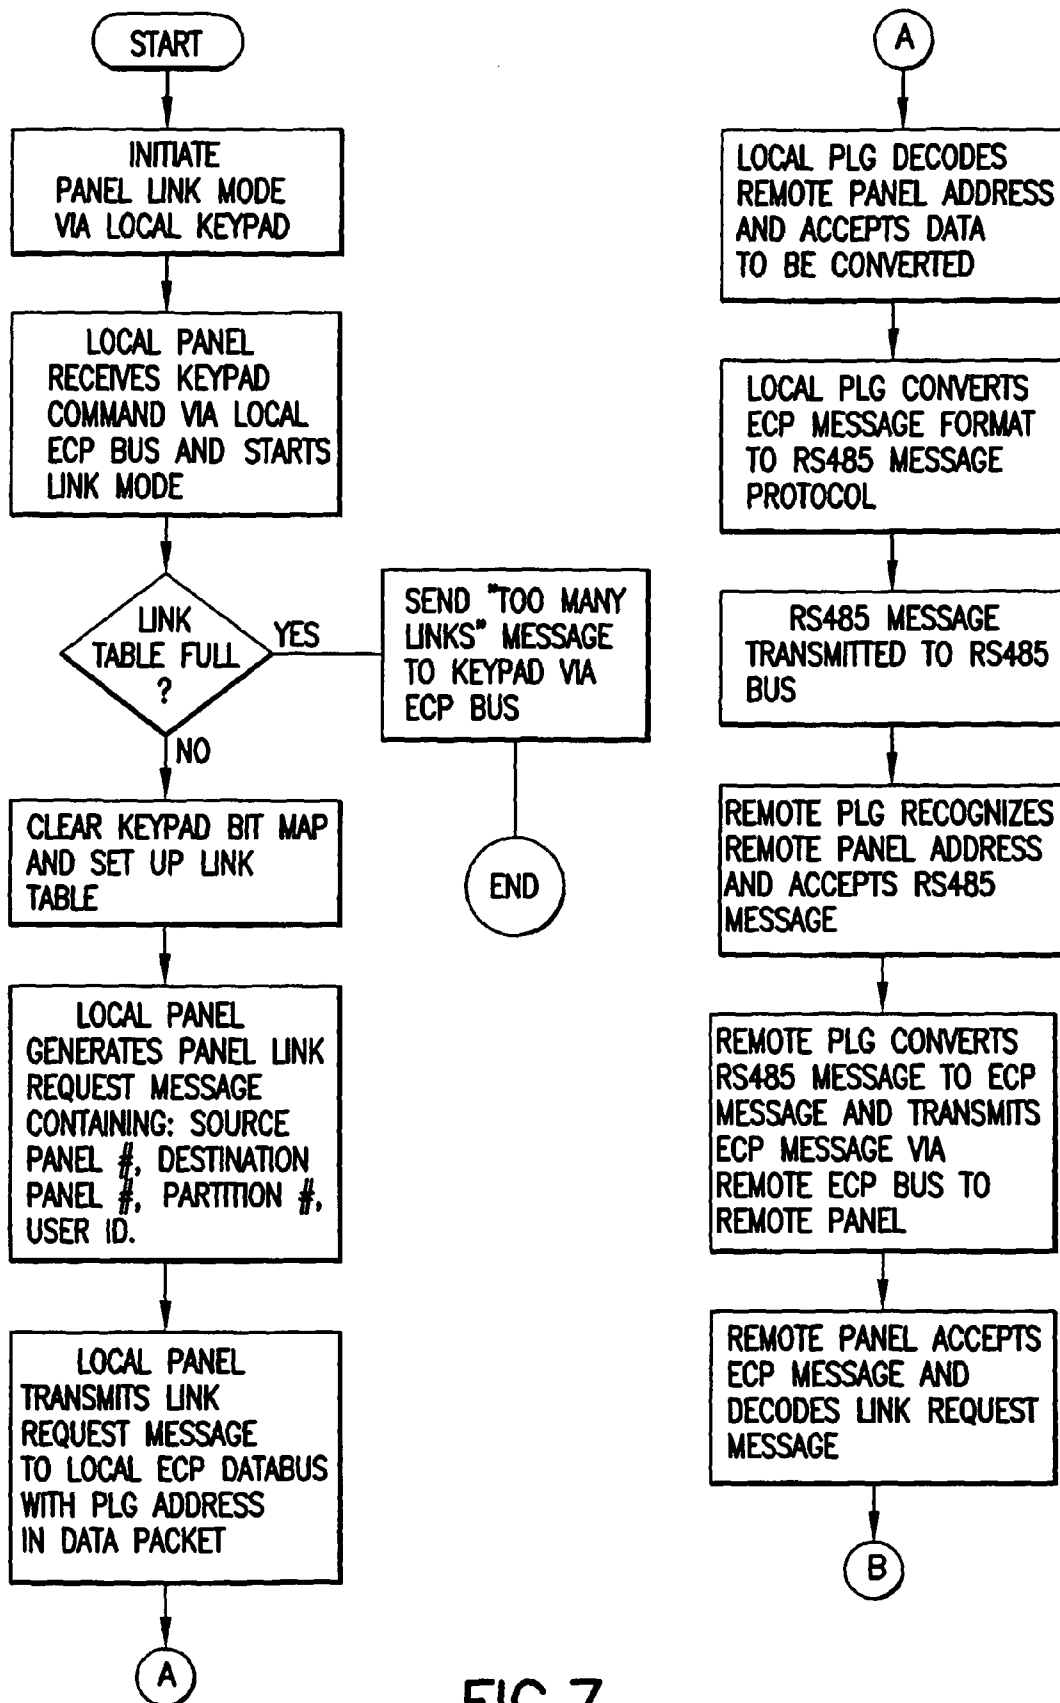 START
INITIATE
PANEL LINK MODE
VIA LOCAL KEYPAD
LOCAL PANEL
RECEIVES KEYPAD
COMMAND VIA LOCAL
ECP BUS AND STARTS
LINK MODE
LINK
TABLE FULL
?
YES
NO
SEND "TOO MANY
LINKS" MESSAGE
TO KEYPAD VIA
ECP BUS
END
CLEAR KEYPAD BIT MAP
AND SET UP LINK
TABLE
LOCAL PANEL
GENERATES PANEL LINK
REQUEST MESSAGE
CONTAINING: SOURCE
PANEL #, DESTINATION
PANEL #, PARTITION #,
USER ID.
LOCAL PANEL
TRANSMITS LINK
REQUEST MESSAGE
TO LOCAL ECP DATABUS
WITH PLG ADDRESS
IN DATA PACKET
A
A
LOCAL PLG DECODES
REMOTE PANEL ADDRESS
AND ACCEPTS DATA
TO BE CONVERTED
LOCAL PLG CONVERTS
ECP MESSAGE FORMAT
TO RS485 MESSAGE
PROTOCOL
RS485 MESSAGE
TRANSMITTED TO RS485
BUS
REMOTE PLG RECOGNIZES
REMOTE PANEL ADDRESS
AND ACCEPTS RS485
MESSAGE
REMOTE PLG CONVERTS
RS485 MESSAGE TO ECP
MESSAGE AND TRANSMITS
ECP MESSAGE VIA
REMOTE ECP BUS TO
REMOTE PANEL
REMOTE PANEL ACCEPTS
ECP MESSAGE AND
DECODES LINK REQUEST
MESSAGE
B
FIG.7